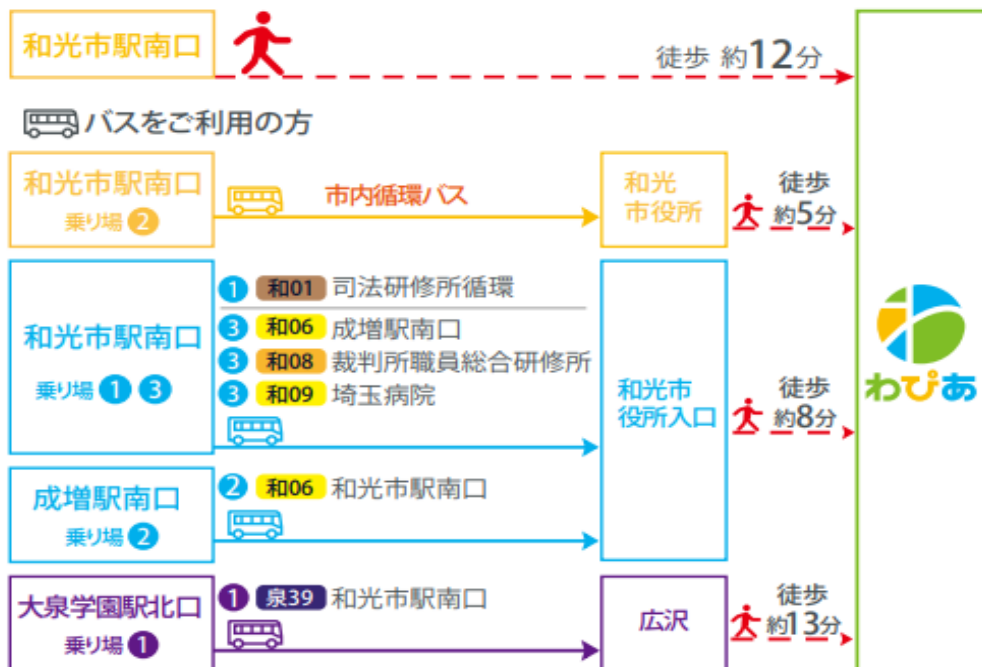 和光市駅南口
徒歩 約12分
バスをご利用の方
和光市駅南口
乗り場 2
市内循環バス
和光
市役所
徒歩
約5分
和光市駅南口
乗り場 1 3
1 和01 司法研修所循環
3 和06 成増駅南口
3 和08 裁判所職員総合研修所
3 和09 埼玉病院
和光市
役所入口
徒歩
約8分
わぴあ
成増駅南口
乗り場 2
2 和06 和光市駅南口
大泉学園駅北口
乗り場 1
1 泉39 和光市駅南口
広沢
徒歩
約13分